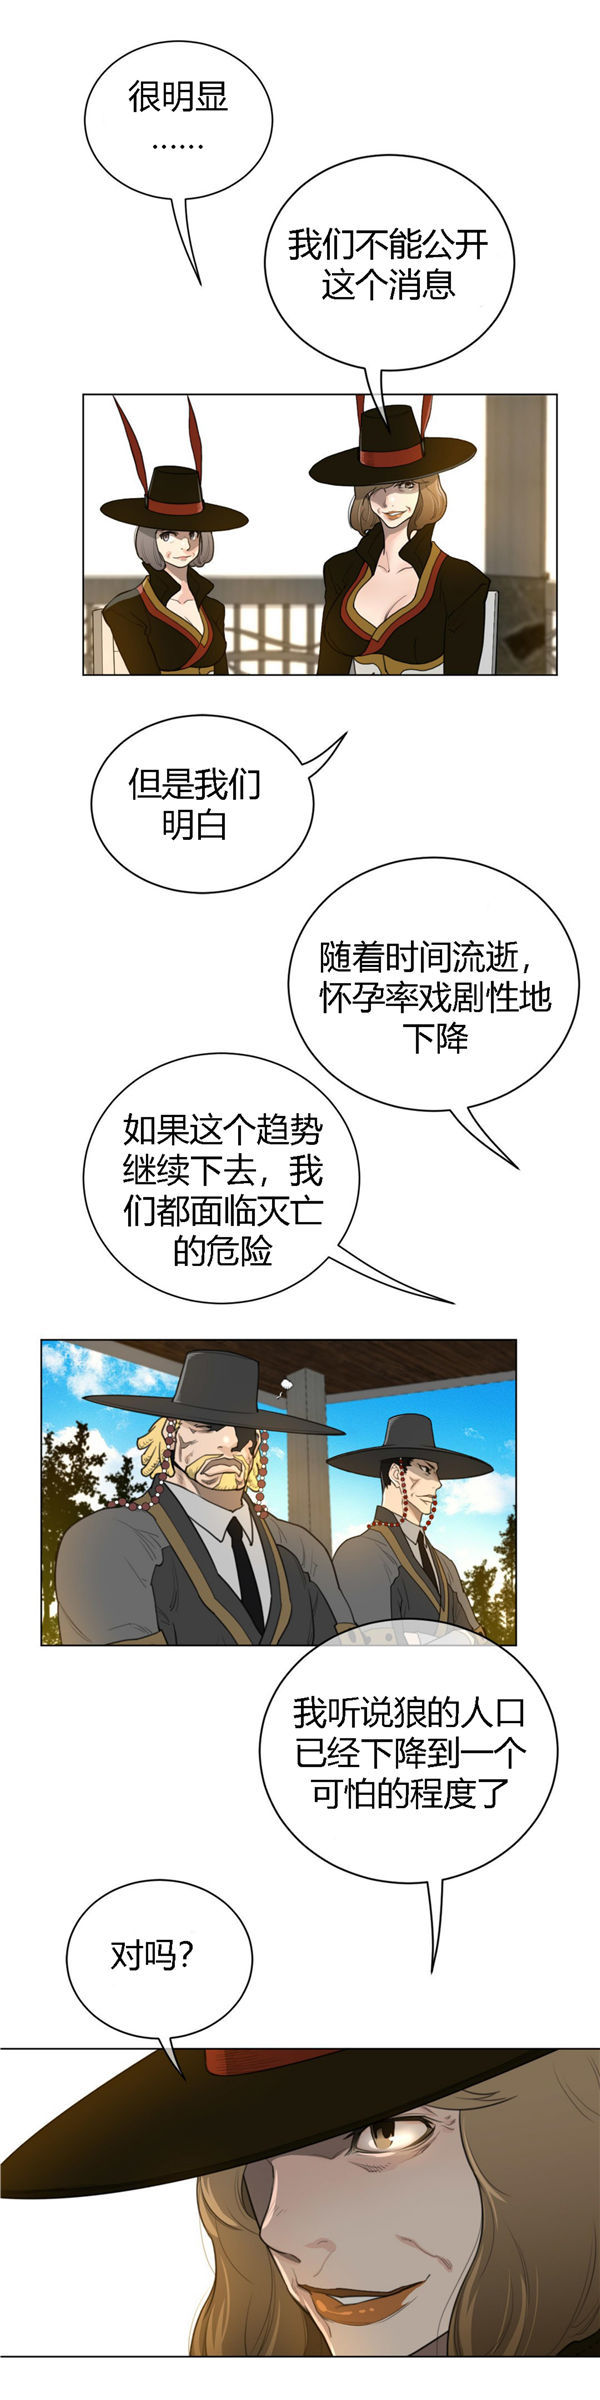 很明显
……
我们不能公开
这个消息
但是我们
明白
随着时间流逝，
怀孕率戏剧性地
下降
如果这个趋势
继续下去，我
们都面临灭亡
的危险
我听说狼的人口
已经下降到一个
可怕的程度了
对吗？